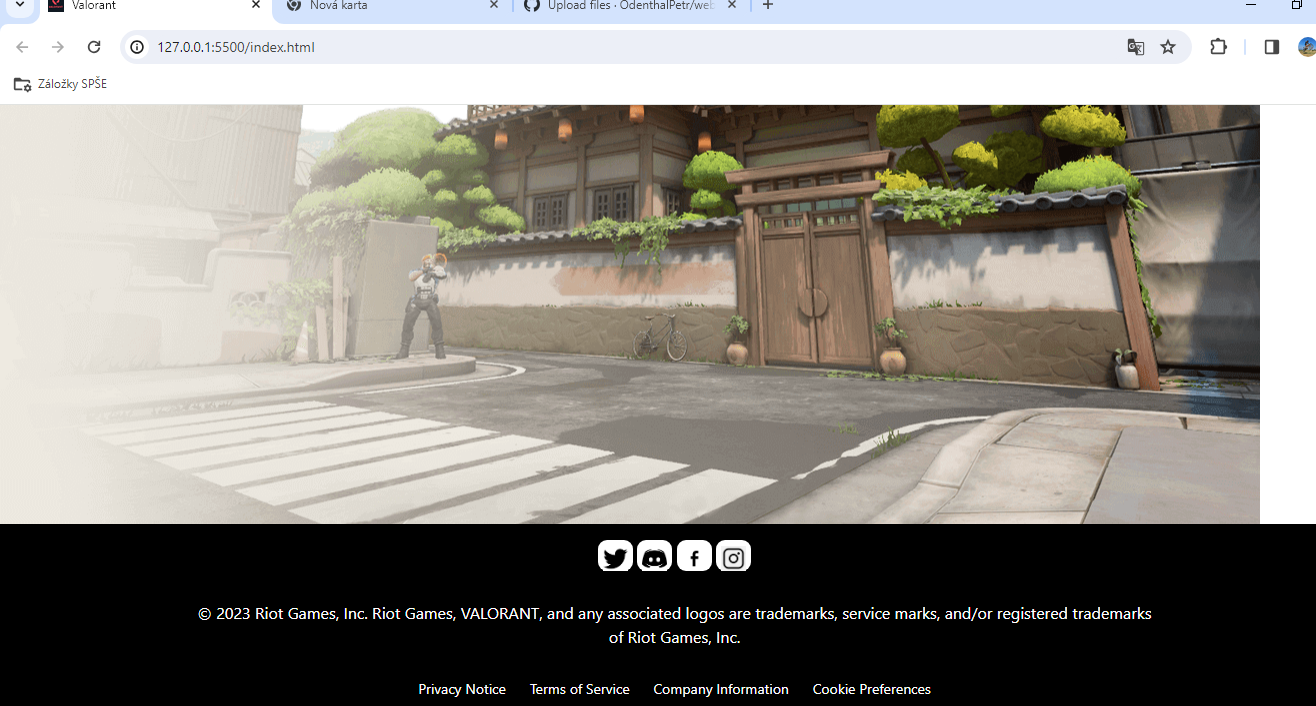 Valorant
Nová karta
Upload files · OdenthalPetr/web
127.0.0.1:5500/index.html
Záložky SPŠE
© 2023 Riot Games, Inc. Riot Games, VALORANT, and any associated logos are trademarks, service marks, and/or registered trademarks
of Riot Games, Inc.
Privacy Notice Terms of Service Company Information Cookie Preferences